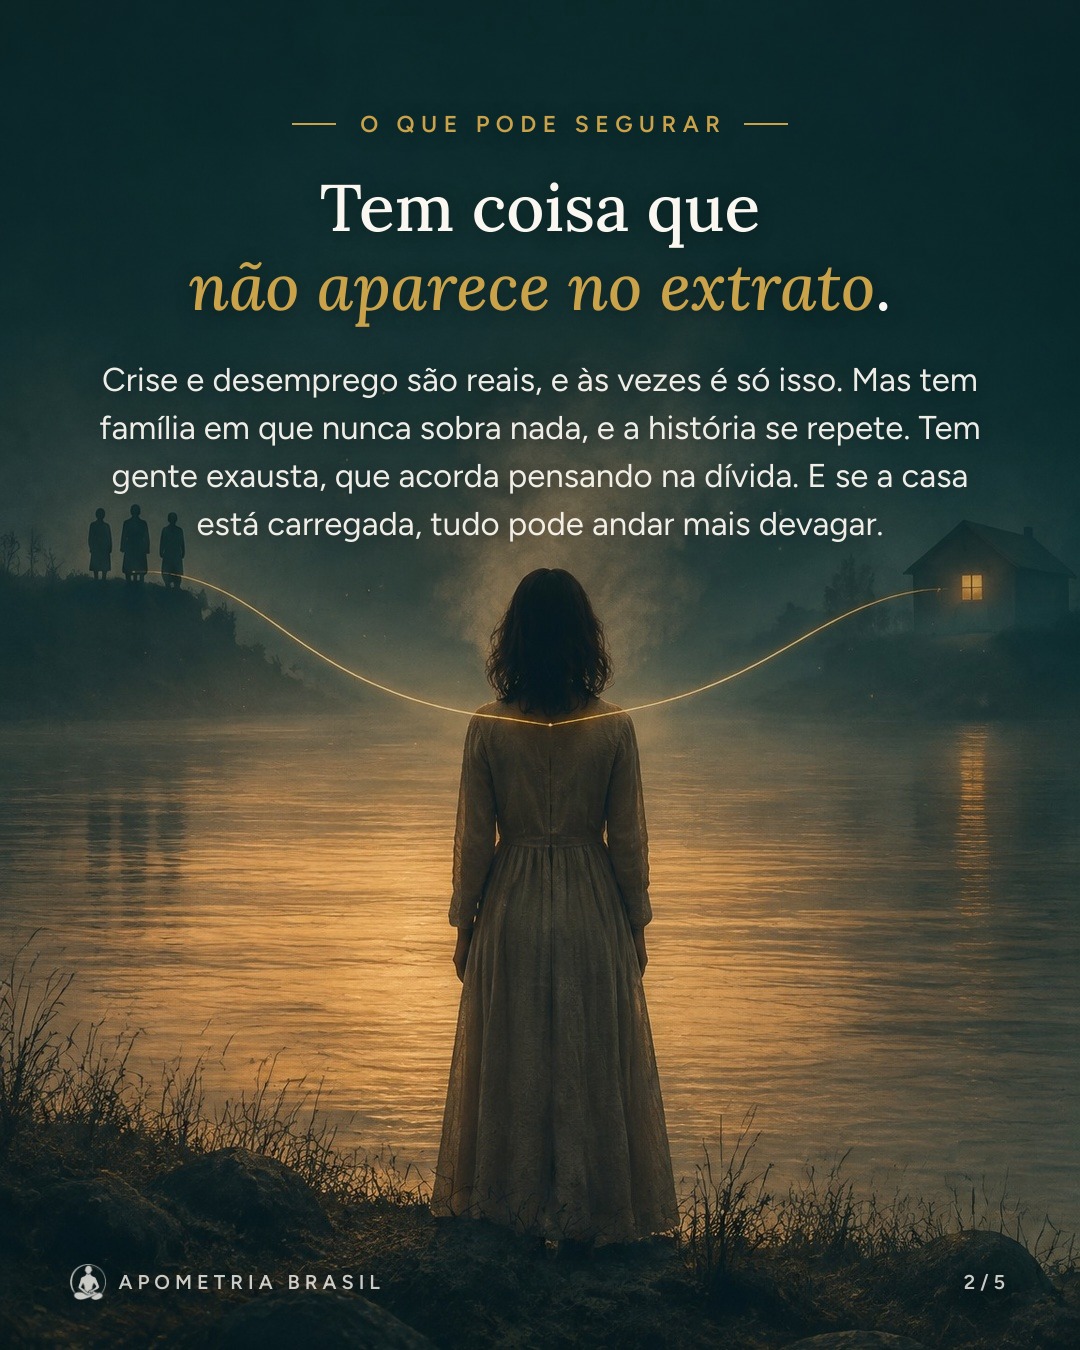 O QUE PODE SEGURAR
Tem coisa que
não aparece no extrato.
Crise e desemprego são reais, e às vezes é só isso. Mas tem
família em que nunca sobra nada, e a história se repete. Tem
gente exausta, que acorda pensando na dívida. E se a casa
está carregada, tudo pode andar mais devagar.
APOMETRIA BRASIL
2/5